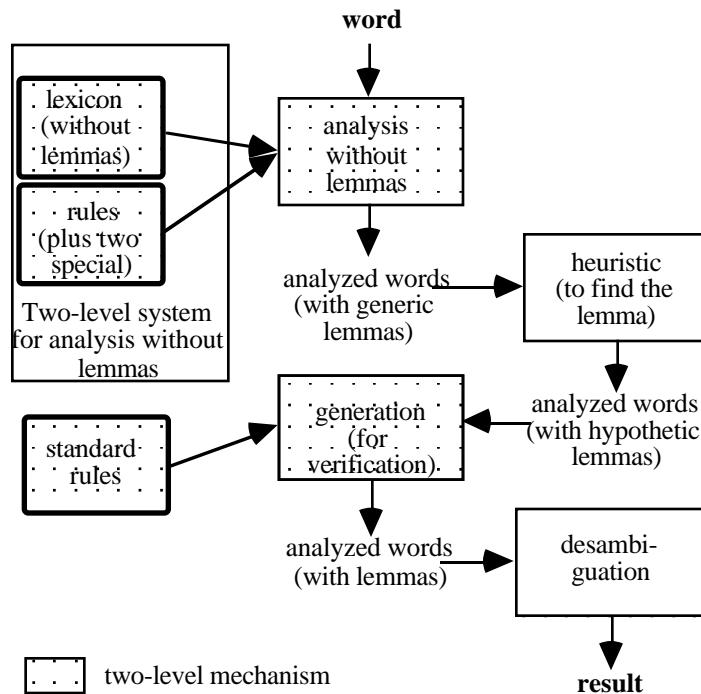 word
lexicon
(without
lemmas)
analysis
without
lemmas
rules
(plus two
special)
Two-level system
for analysis without
lemmas
analyzed words
(with generic
lemmas)
heuristic
(to find the
lemma)
analyzed words
(with hypothetic
lemmas)
generation
(for
verification)
standard
rules
analyzed words
(with lemmas)
desambi-
guation
two-level mechanism
result